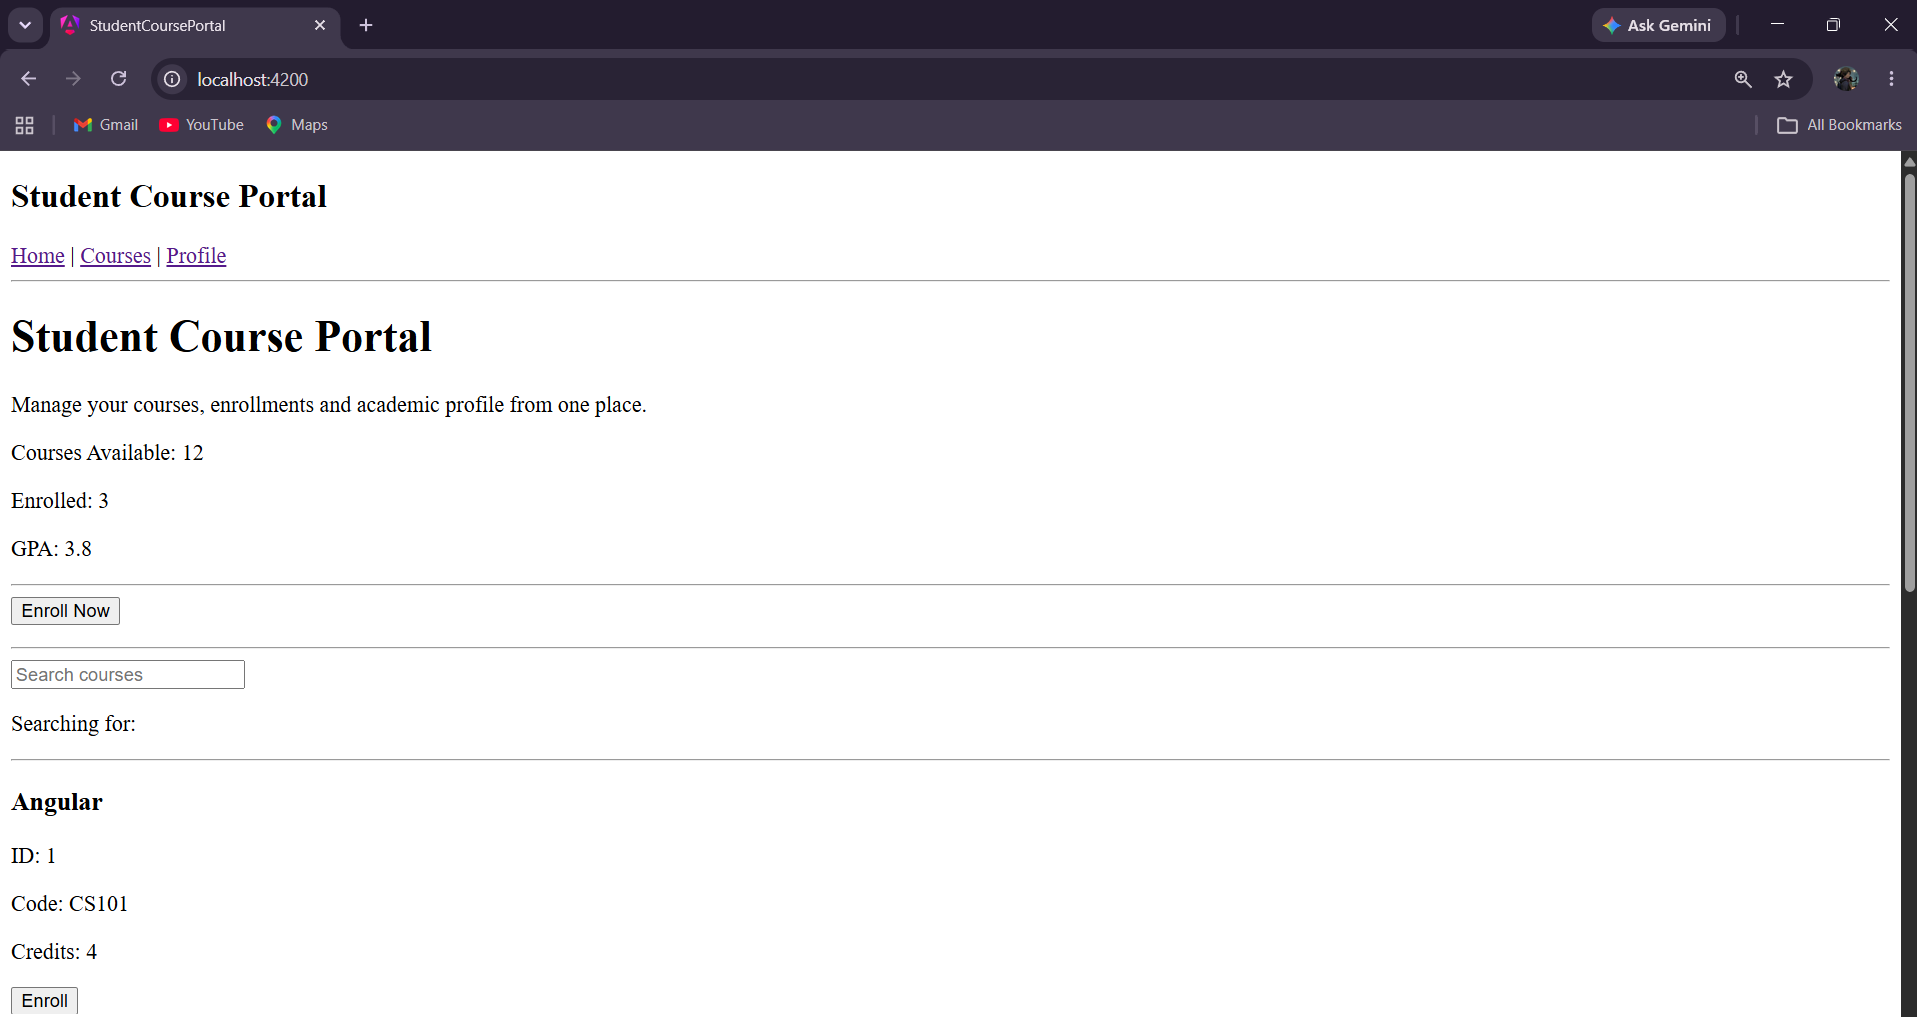 StudentCoursePortal
Ask Gemini
localhost:4200
Gmail YouTube Maps All Bookmarks
Student Course Portal
Home | Courses | Profile
Student Course Portal
Manage your courses, enrollments and academic profile from one place.
Courses Available: 12
Enrolled: 3
GPA: 3.8
Enroll Now
Search courses
Searching for:
Angular
ID: 1
Code: CS101
Credits: 4
Enroll